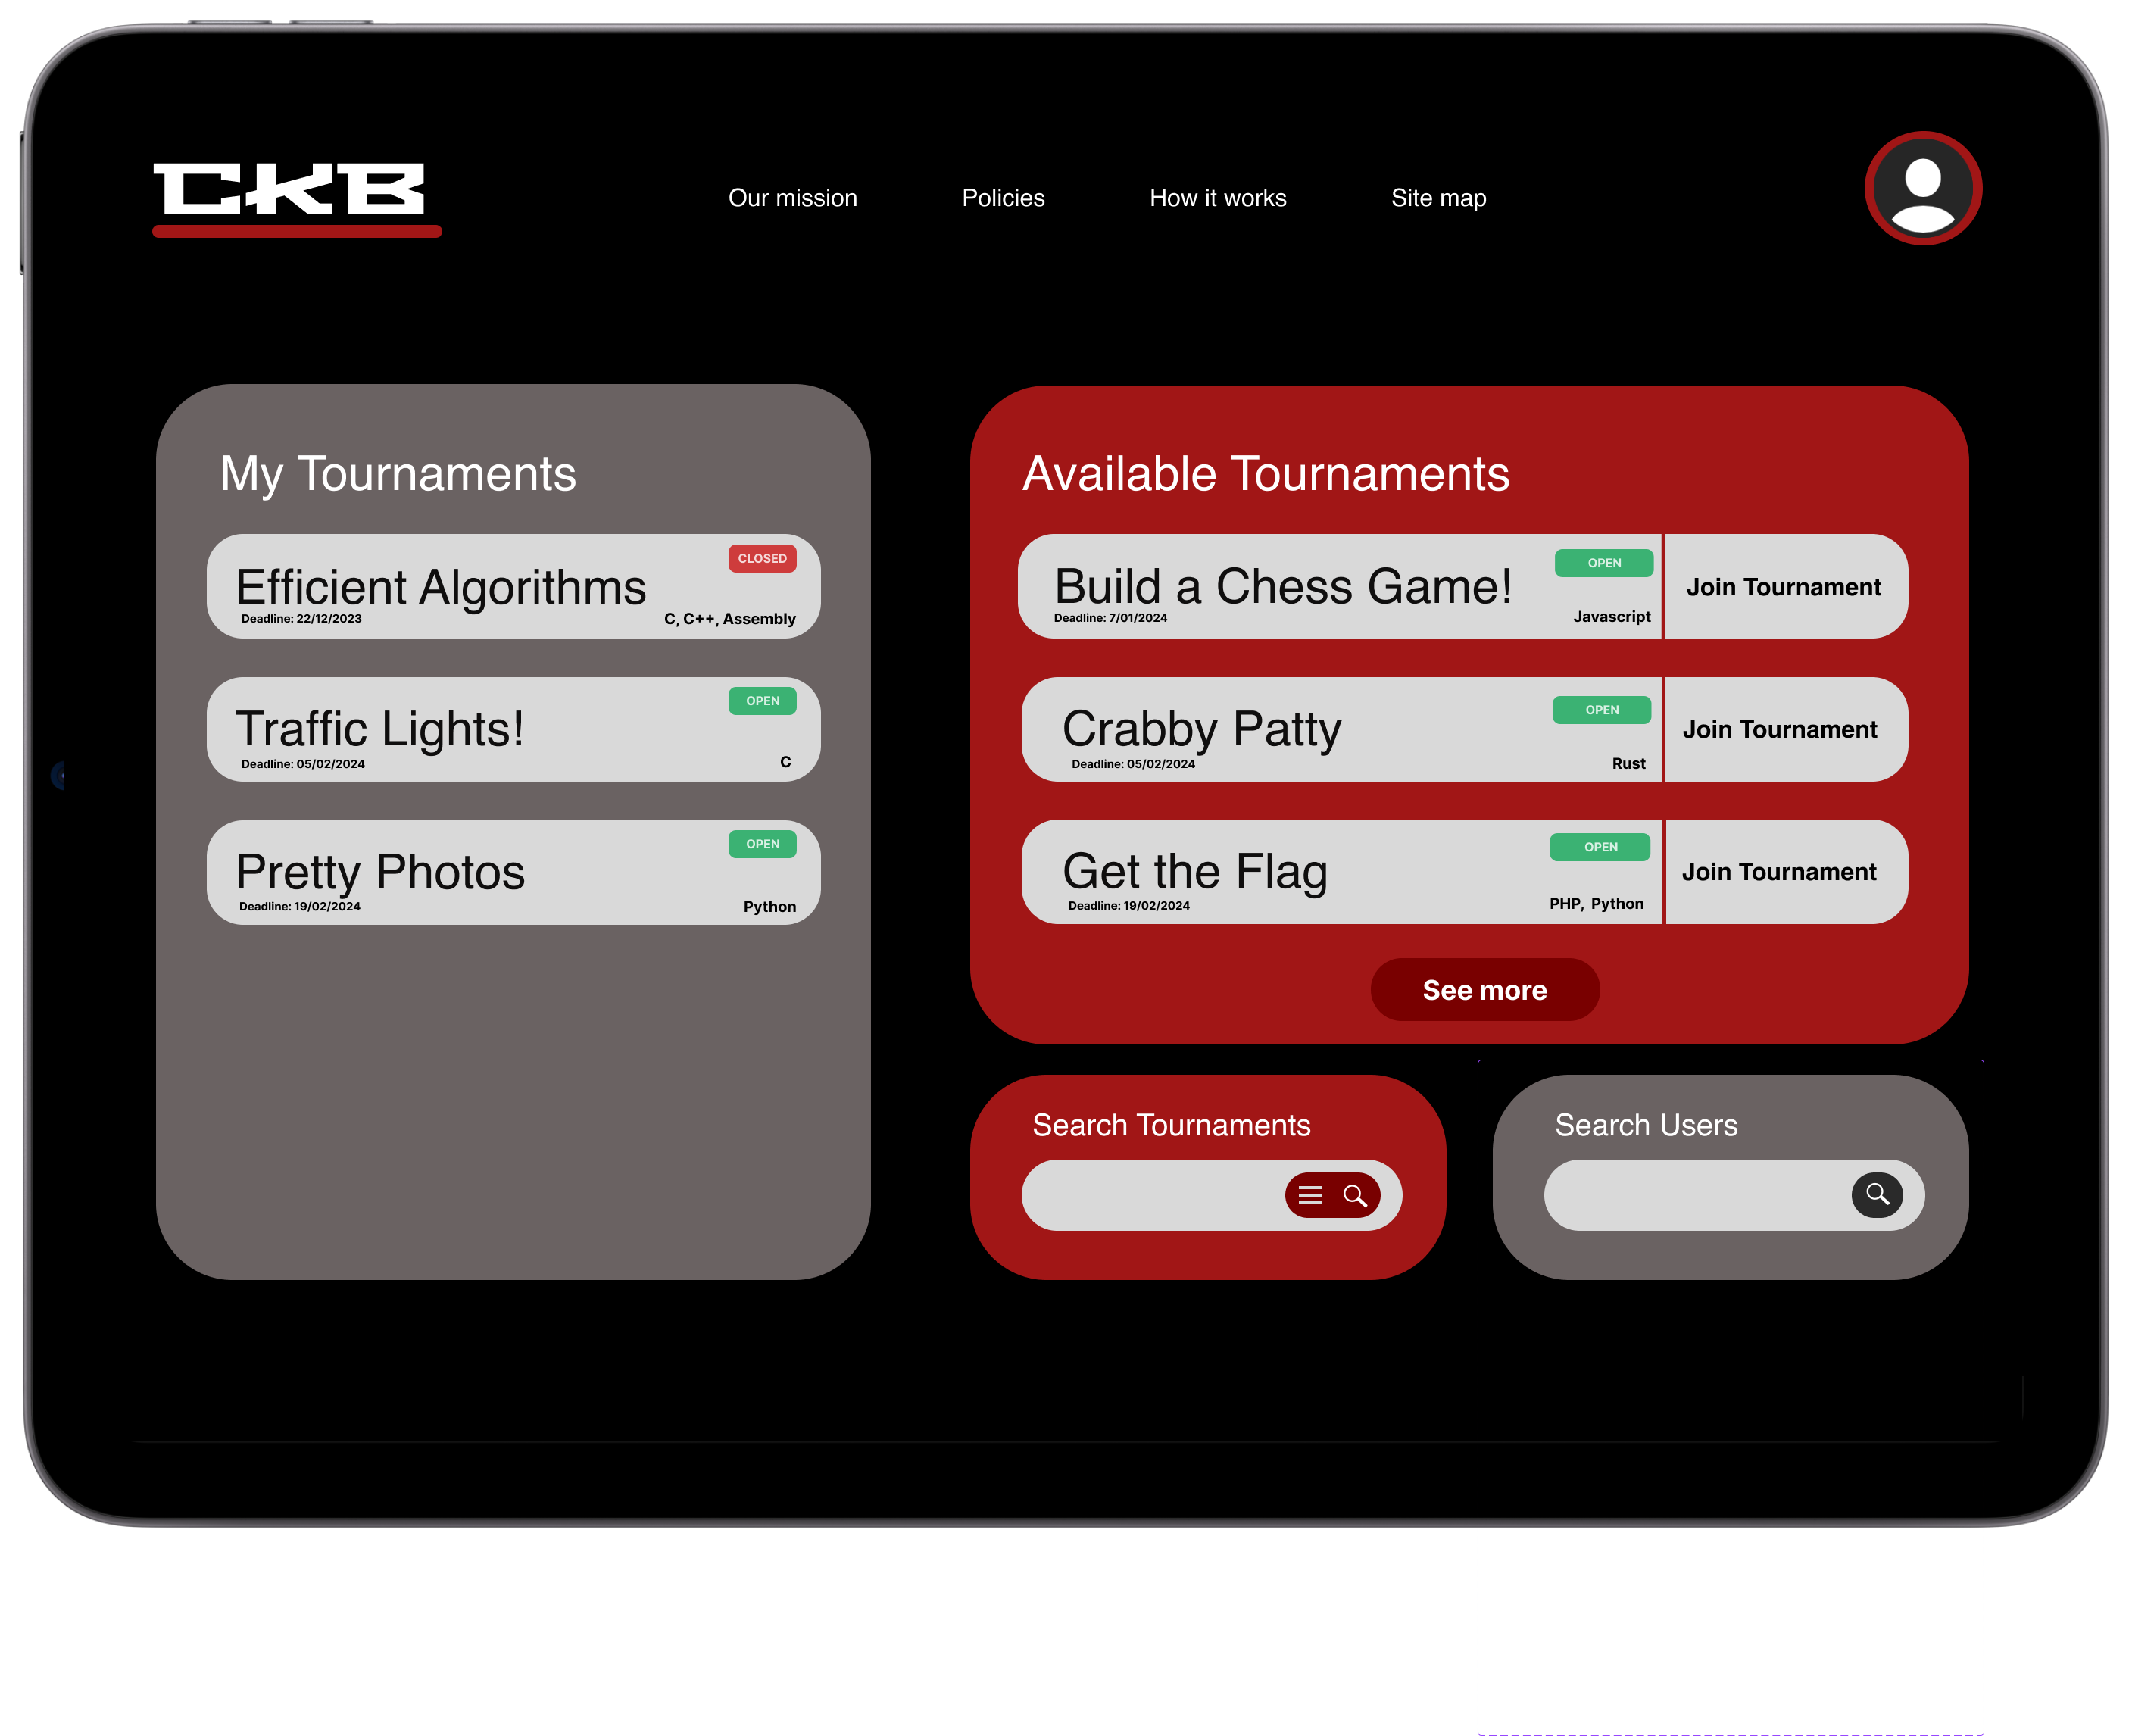 CKB
Our mission
Policies
How it works
Site map
My Tournaments
Efficient Algorithms
CLOSED
Deadline: 22/12/2023
C, C++, Assembly
Traffic Lights!
OPEN
Deadline: 05/02/2024
C
Pretty Photos
OPEN
Deadline: 19/02/2024
Python
Available Tournaments
Build a Chess Game!
OPEN
Deadline: 7/01/2024
Javascript
Join Tournament
Crabby Patty
OPEN
Deadline: 05/02/2024
Rust
Join Tournament
Get the Flag
OPEN
Deadline: 19/02/2024
PHP, Python
Join Tournament
See more
Search Tournaments
Search Users